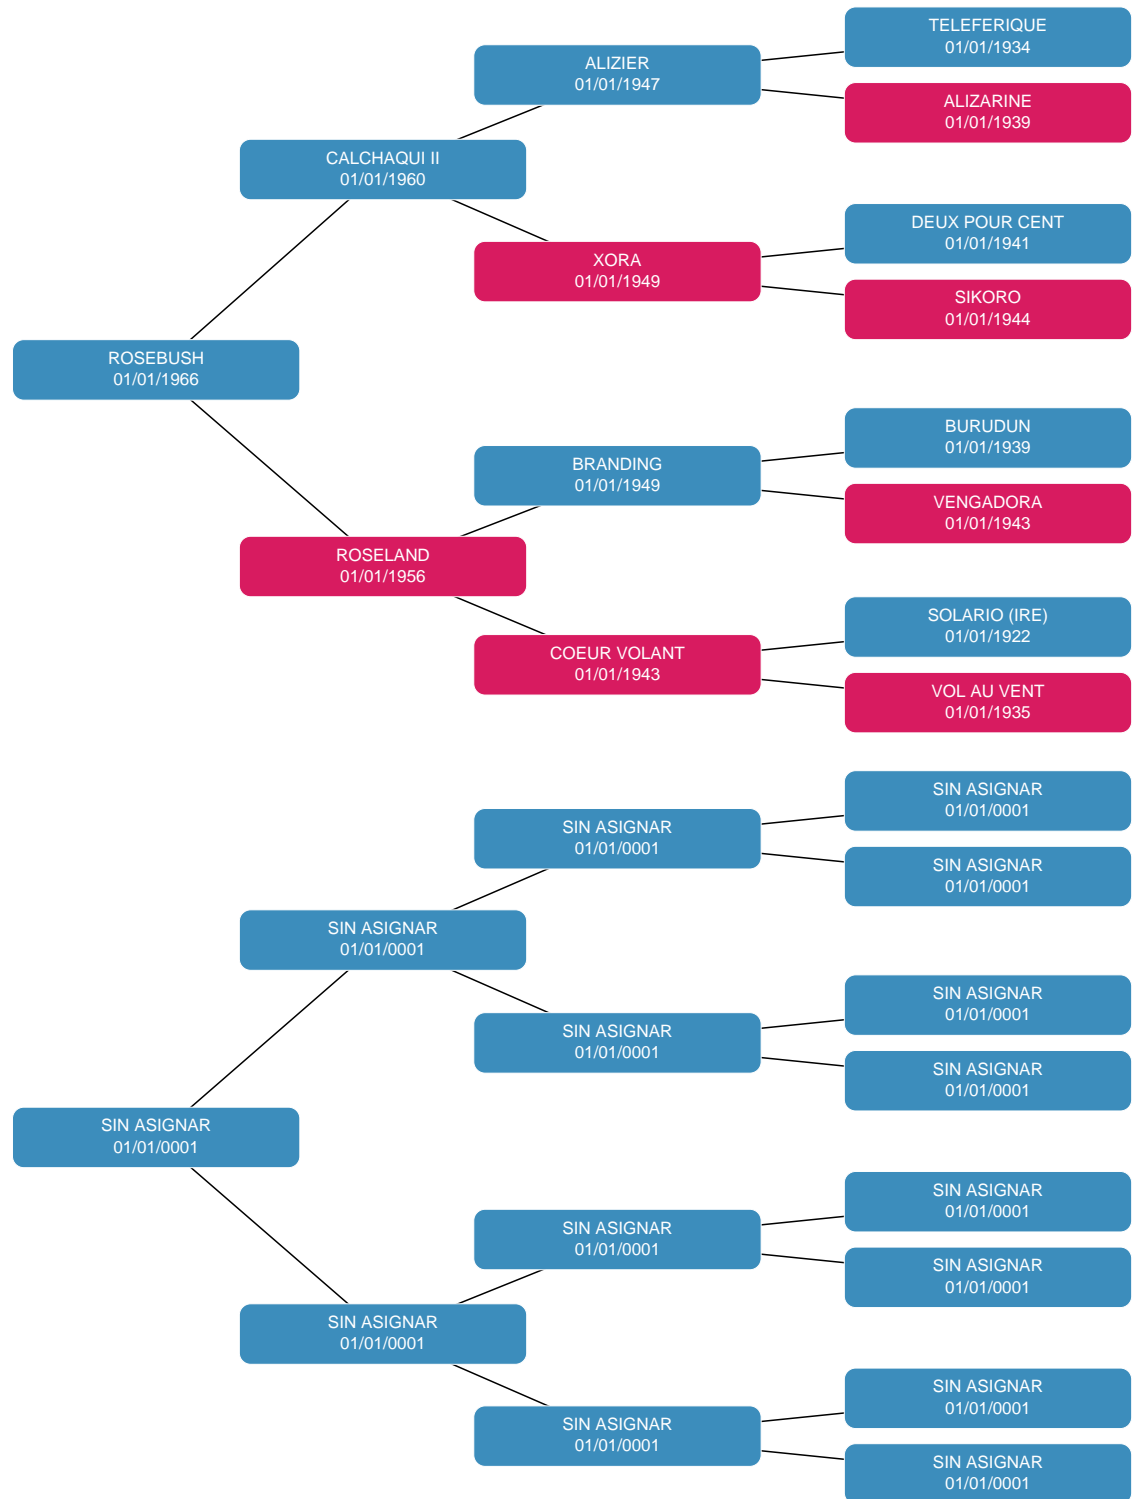 TELEFERIQUE
01/01/1934
ALIZIER
01/01/1947
ALIZARINE
01/01/1939
CALCHAQUI II
01/01/1960
DEUX POUR CENT
01/01/1941
XORA
01/01/1949
SIKORO
01/01/1944
ROSEBUSH
01/01/1966
BURUDUN
01/01/1939
BRANDING
01/01/1949
VENGADORA
01/01/1943
ROSELAND
01/01/1956
SOLARIO (IRE)
01/01/1922
COEUR VOLANT
01/01/1943
VOL AU VENT
01/01/1935
SIN ASIGNAR
01/01/0001
SIN ASIGNAR
01/01/0001
SIN ASIGNAR
01/01/0001
SIN ASIGNAR
01/01/0001
SIN ASIGNAR
01/01/0001
SIN ASIGNAR
01/01/0001
SIN ASIGNAR
01/01/0001
SIN ASIGNAR
01/01/0001
SIN ASIGNAR
01/01/0001
SIN ASIGNAR
01/01/0001
SIN ASIGNAR
01/01/0001
SIN ASIGNAR
01/01/0001
SIN ASIGNAR
01/01/0001
SIN ASIGNAR
01/01/0001
SIN ASIGNAR
01/01/0001